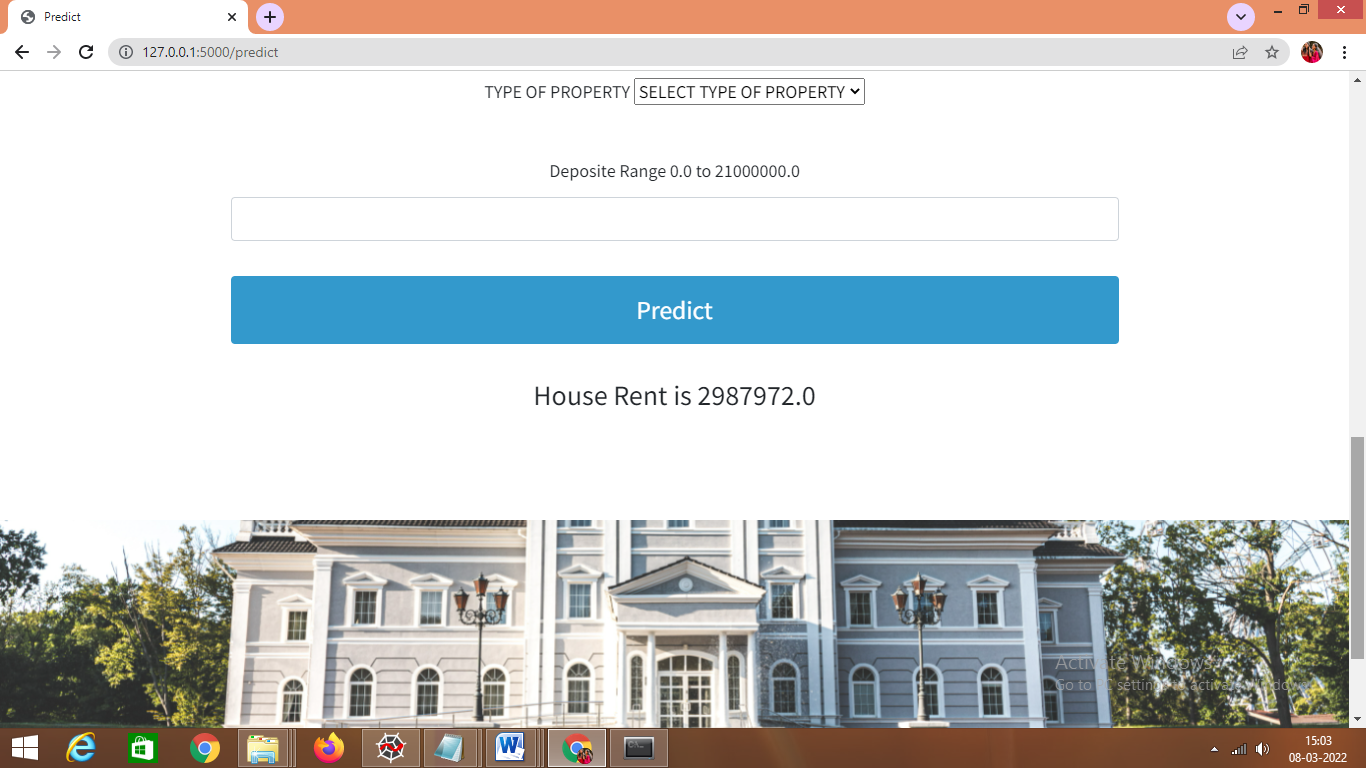 Predict
127.0.0.1:5000/predict
TYPE OF PROPERTY SELECT TYPE OF PROPERTY
Deposite Range 0.0 to 21000000.0
Predict
House Rent is 2987972.0
Activate Windows
Go to PC settings to activate Windows.
15:03
08-03-2022